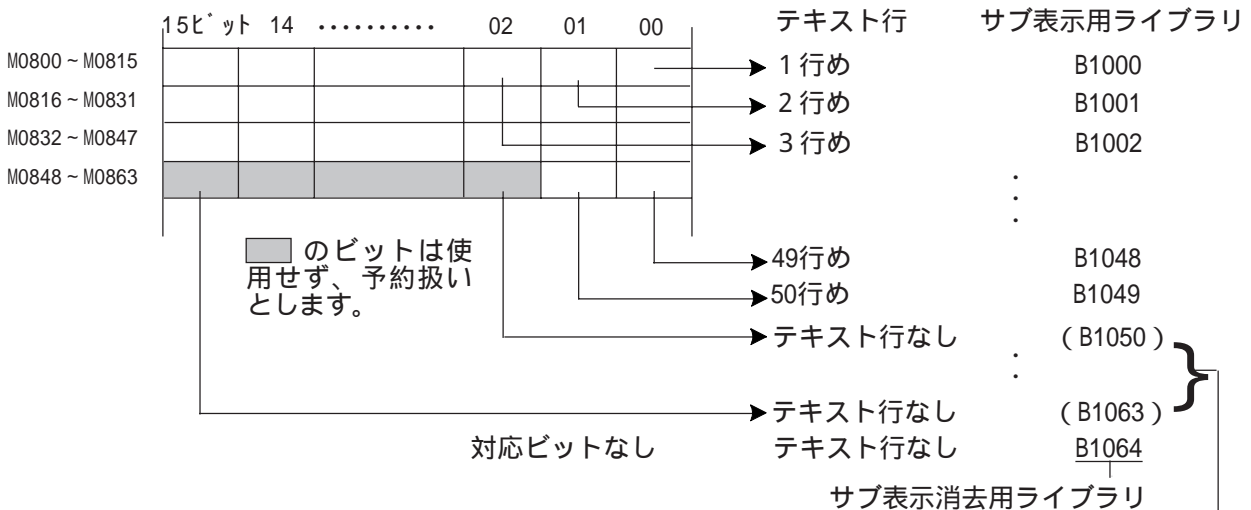 15ビット 14 ‥‥‥‥‥ 02 01 00 テキスト行 サブ表示用ライブラリ
M0800~M0815 1行め B1000
M0816~M0831 2行め B1001
M0832~M0847 3行め B1002
M0848~M0863
のビットは使
用せず、予約扱い
とします。
49行め B1048
50行め B1049
テキスト行なし (B1050)
テキスト行なし (B1063)
対応ビットなし テキスト行なし B1064
サブ表示消去用ライブラリ